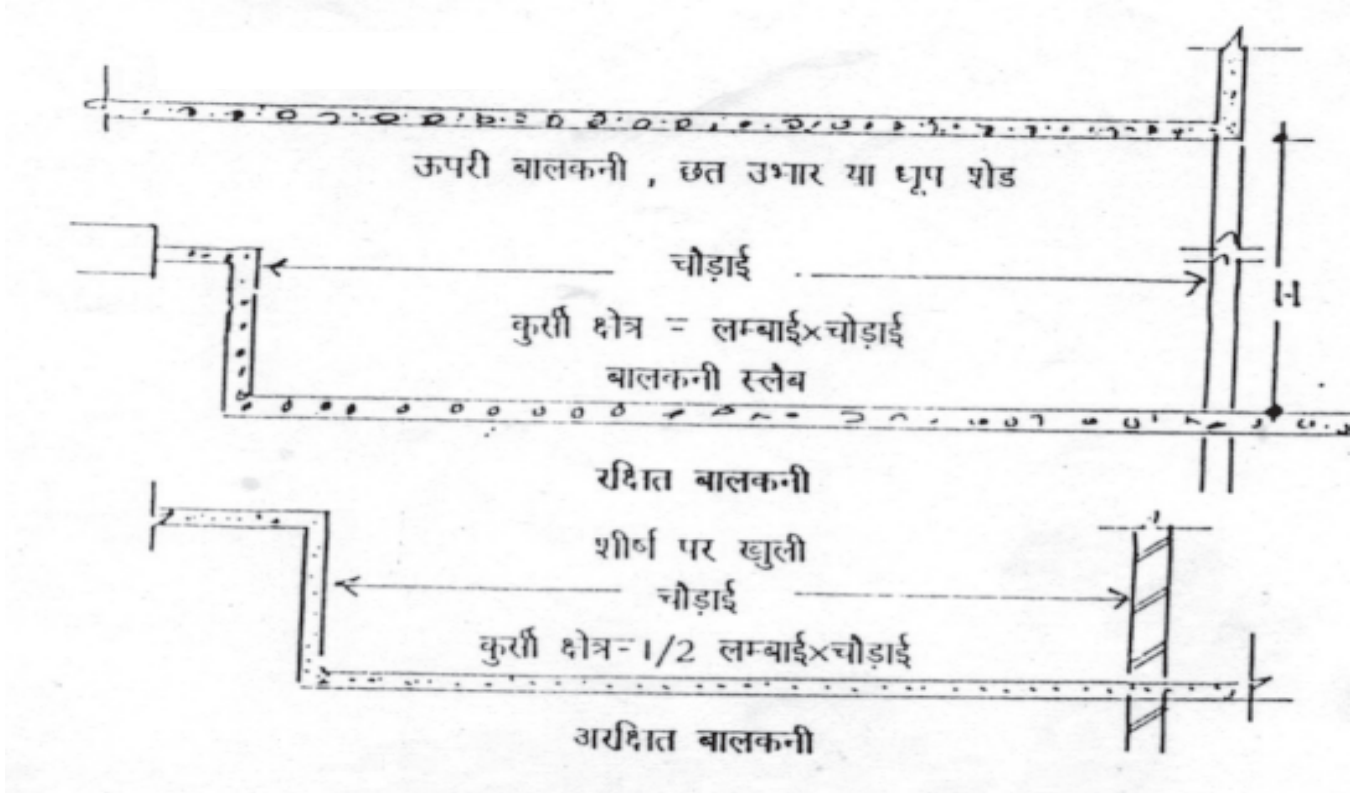 ऊपरी बालकनी , छत उभार या धूप शेड
चौड़ाई
H
कुर्सी क्षेत्र = लम्बाई×चोड़ाई
बालकनी स्लैब
रक्षित बालकनी
शीर्ष पर खुली
चौड़ाई
कुर्सी क्षेत्र-1/2 लम्बाई×चौड़ाई
अरक्षित बालकनी